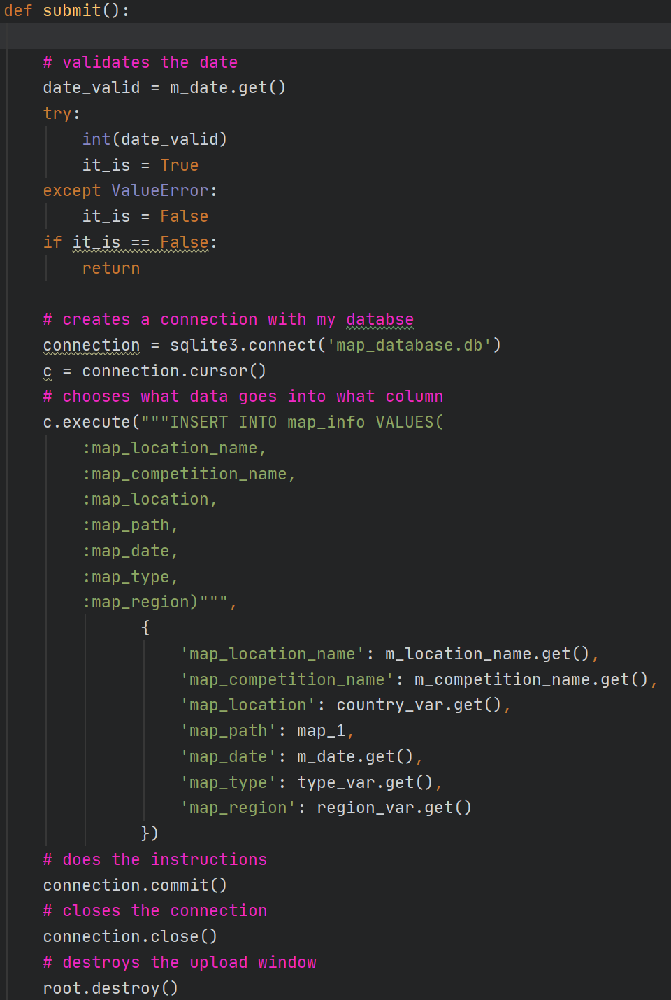 def submit():
# validates the date
date_valid = m_date.get()
try:
int(date_valid)
it_is = True
except ValueError:
it_is = False
if it_is == False:
return
# creates a connection with my databse
connection = sqlite3.connect('map_database.db')
c = connection.cursor()
# chooses what data goes into what column
c.execute("""INSERT INTO map_info VALUES(
:map_location_name,
:map_competition_name,
:map_location,
:map_path,
:map_date,
:map_type,
:map_region)""",
{
'map_location_name': m_location_name.get(),
'map_competition_name': m_competition_name.get(),
'map_location': country_var.get(),
'map_path': map_1,
'map_date': m_date.get(),
'map_type': type_var.get(),
'map_region': region_var.get()
})
# does the instructions
connection.commit()
# closes the connection
connection.close()
# destroys the upload window
root.destroy()